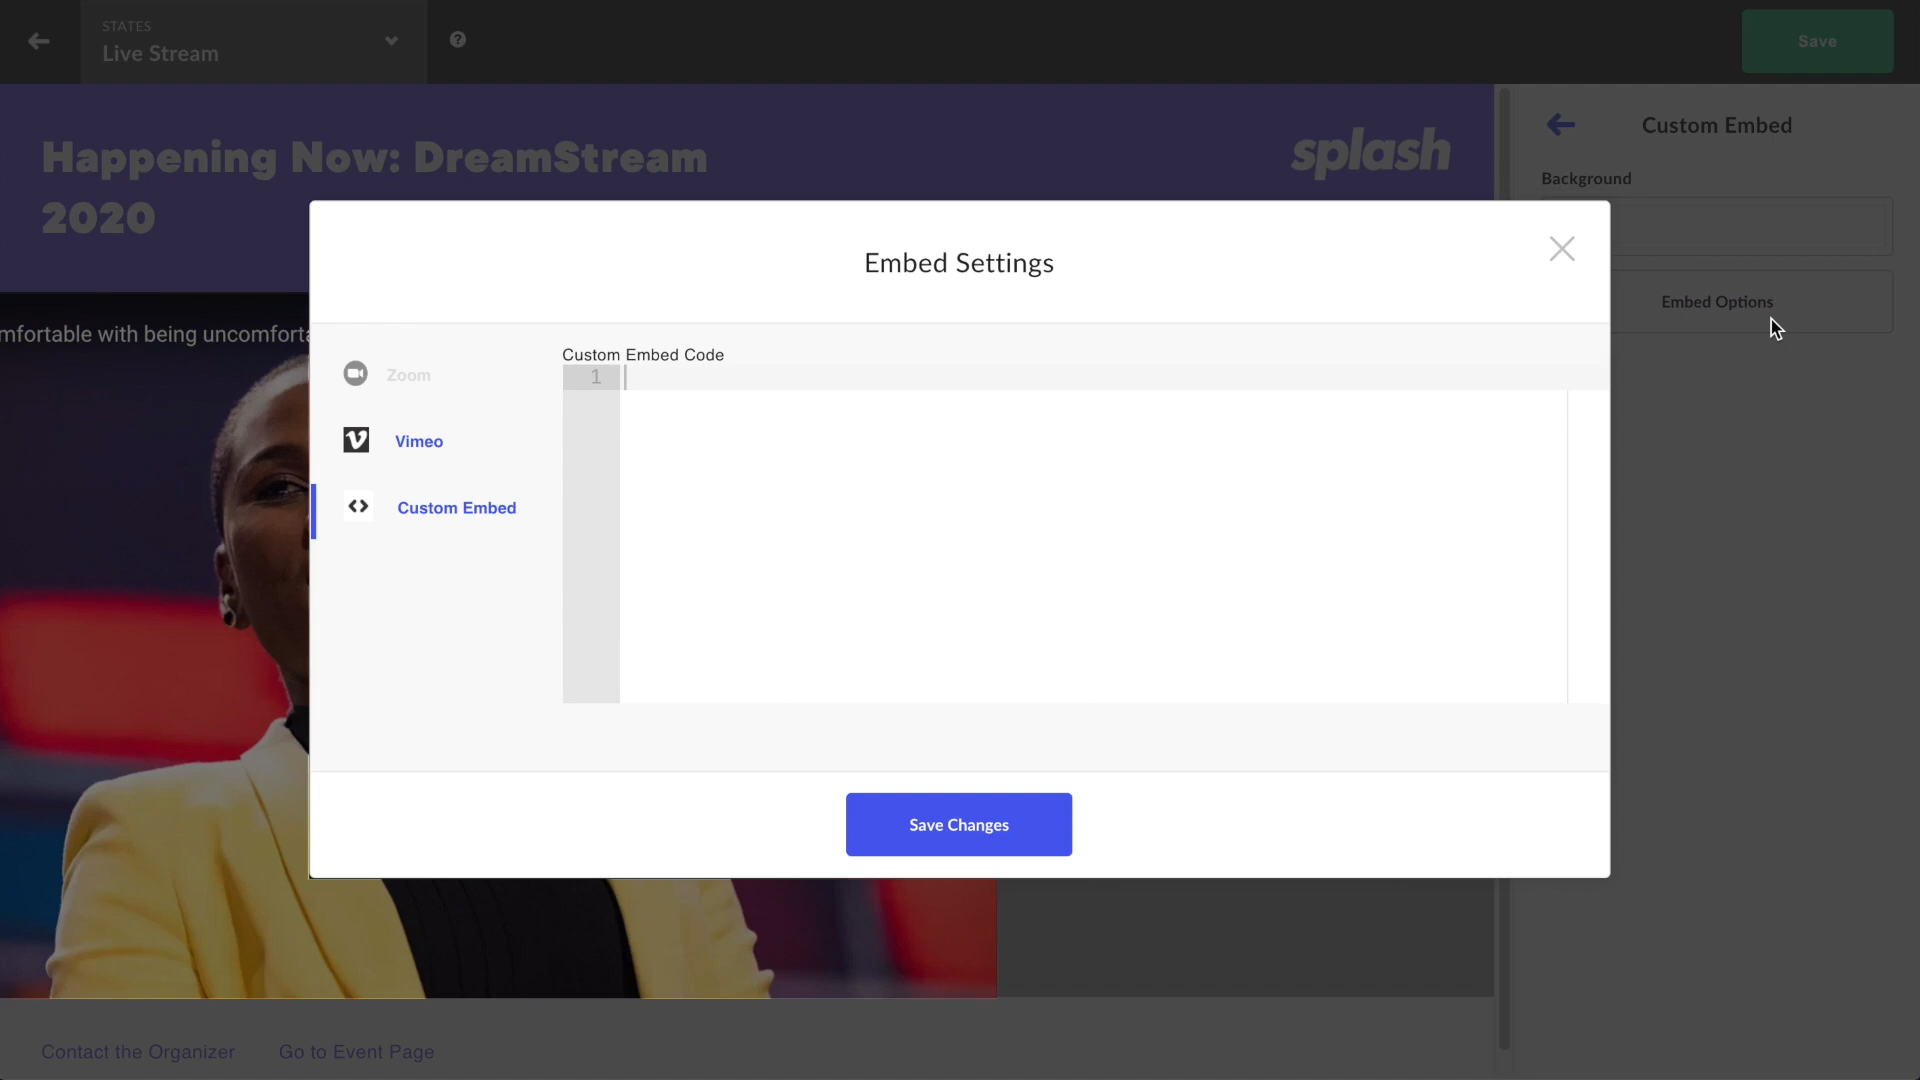 STATES
Live Stream
Save
Happening Now: DreamStream
2020
splash
Custom Embed
Background
Embed Options
mfortable with being uncomforta
Embed Settings
Zoom
Vimeo
Custom Embed
Custom Embed Code
1
Save Changes
Contact the Organizer
Go to Event Page